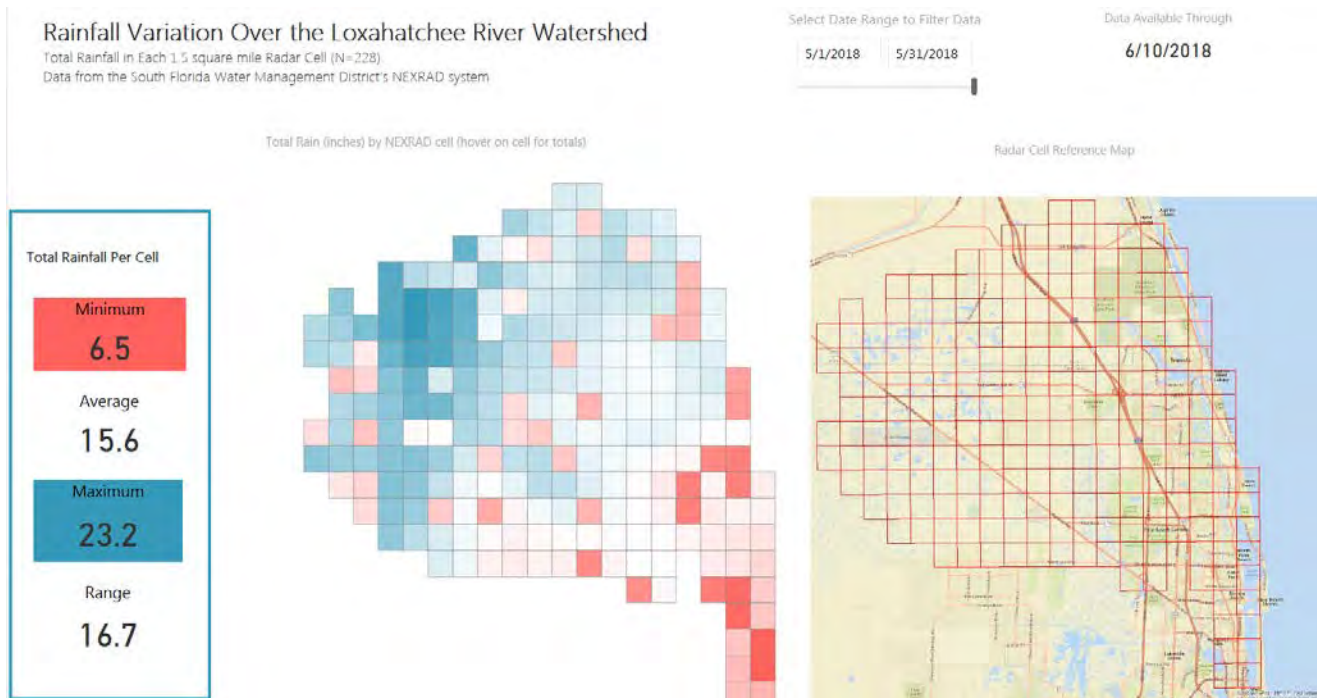 Rainfall Variation Over the Loxahatchee River Watershed
Total Rainfall in Each 1.5 square mile Radar Cell (N=228)
Data from the South Florida Water Management District's NEXRAD system
Select Date Range to Filter Data
5/1/2018 5/31/2018
Data Available Through
6/10/2018
Total Rain (inches) by NEXRAD cell (hover on cell for totals)
Radar Cell Reference Map
Total Rainfall Per Cell
Minimum
6.5
Average
15.6
Maximum
23.2
Range
16.7